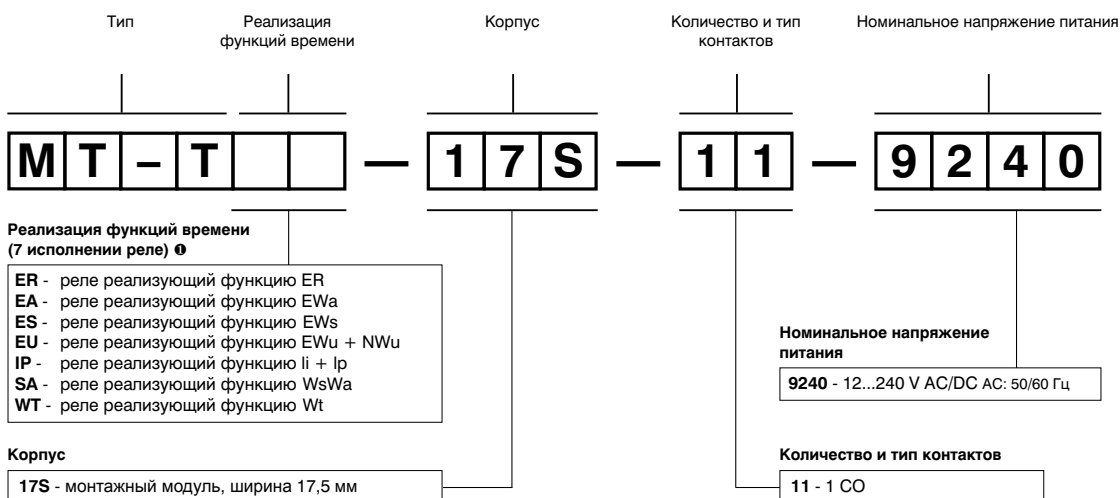 Тип
Реализация
функций времени
Корпус
Количество и тип
контактов
Номинальное напряжение питания
M T – T — 1 7 S — 1 1 — 9 2 4 0
Реализация функций времени
(7 исполнении реле) ❶
ER - реле реализующий функцию ER
EA - реле реализующий функцию EWa
ES - реле реализующий функцию EWs
EU - реле реализующий функцию EWu + NWu
IP - реле реализующий функцию Ii + Ip
SA - реле реализующий функцию WsWa
WT - реле реализующий функцию Wt
Номинальное напряжение
питания
9240 - 12...240 V AC/DC AC: 50/60 Гц
Корпус
17S - монтажный модуль, ширина 17,5 мм
Количество и тип контактов
11 - 1 CO